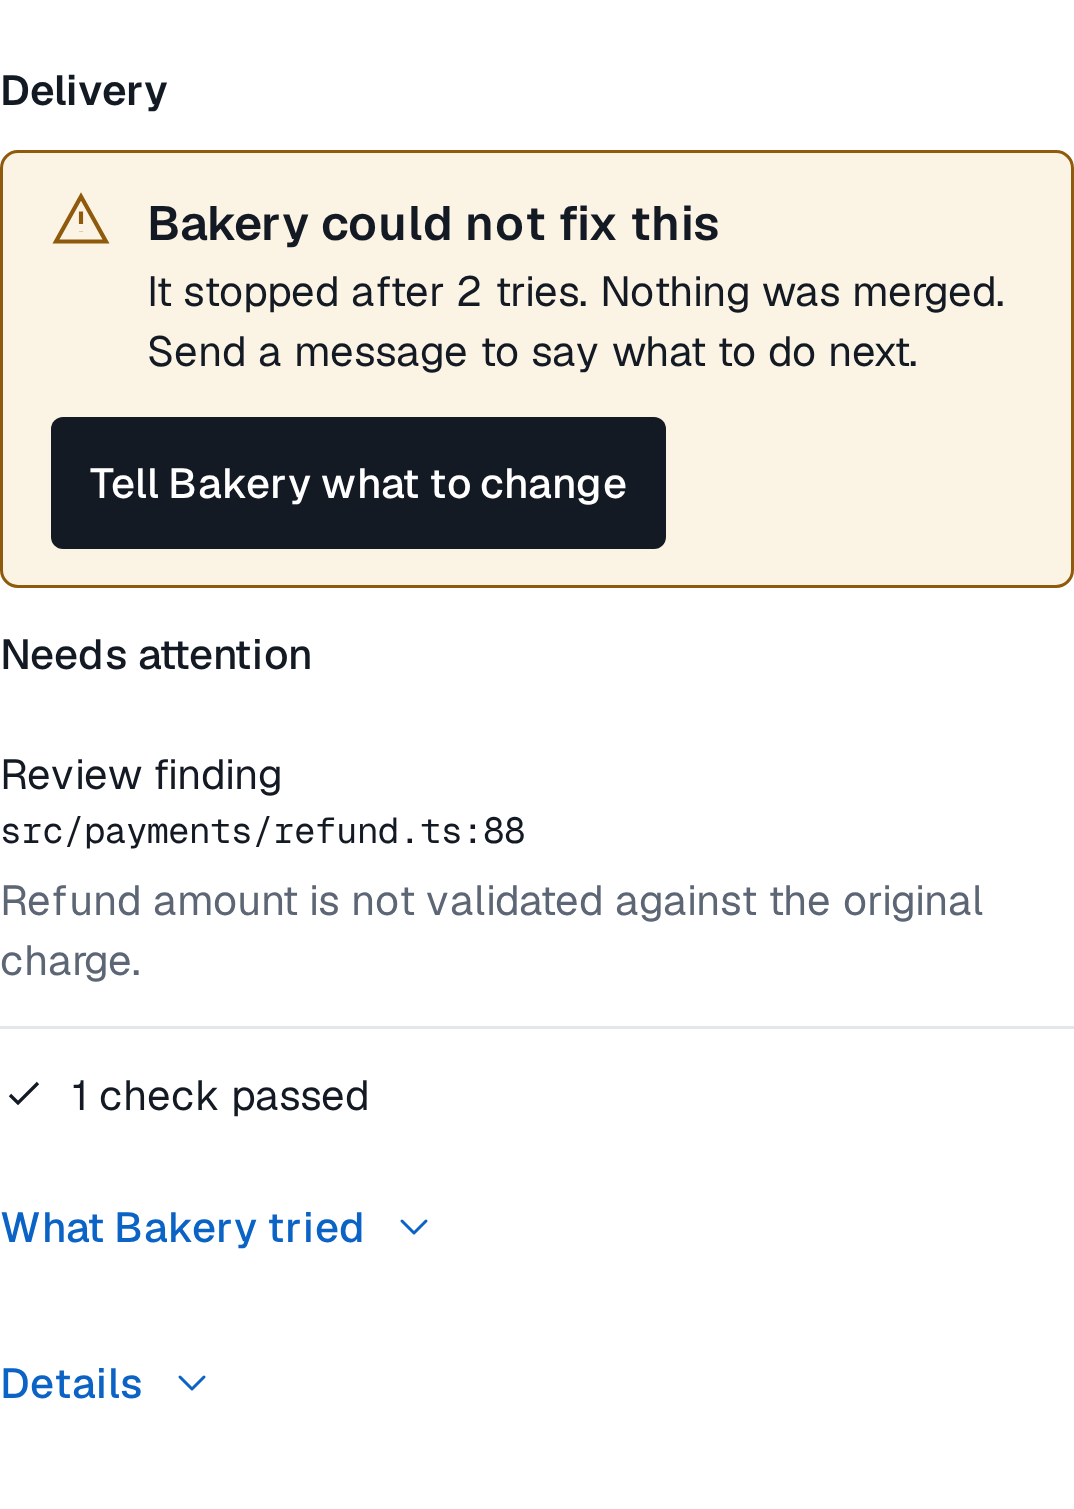 Delivery
Bakery could not fix this
It stopped after 2 tries. Nothing was merged.
Send a message to say what to do next.
Tell Bakery what to change
Needs attention
Review finding
src/payments/refund.ts:88
Refund amount is not validated against the original
charge.
1 check passed
What Bakery tried
Details